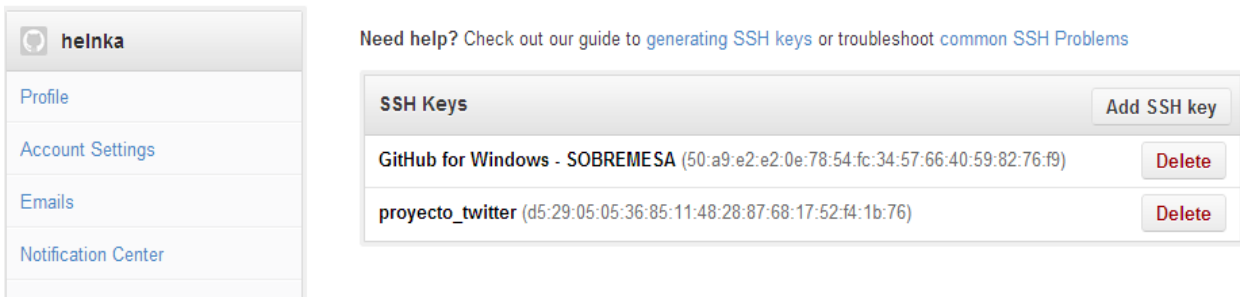 helnka
Profile
Account Settings
Emails
Notification Center
Need help? Check out our guide to generating SSH keys or troubleshoot common SSH Problems
SSH Keys
Add SSH key
GitHub for Windows - SOBREMESA (50:a9:e2:e2:0e:78:54:fc:34:57:66:40:59:82:76:f9)
Delete
proyecto_twitter (d5:29:05:05:36:85:11:48:28:87:68:17:52:f4:1b:76)
Delete